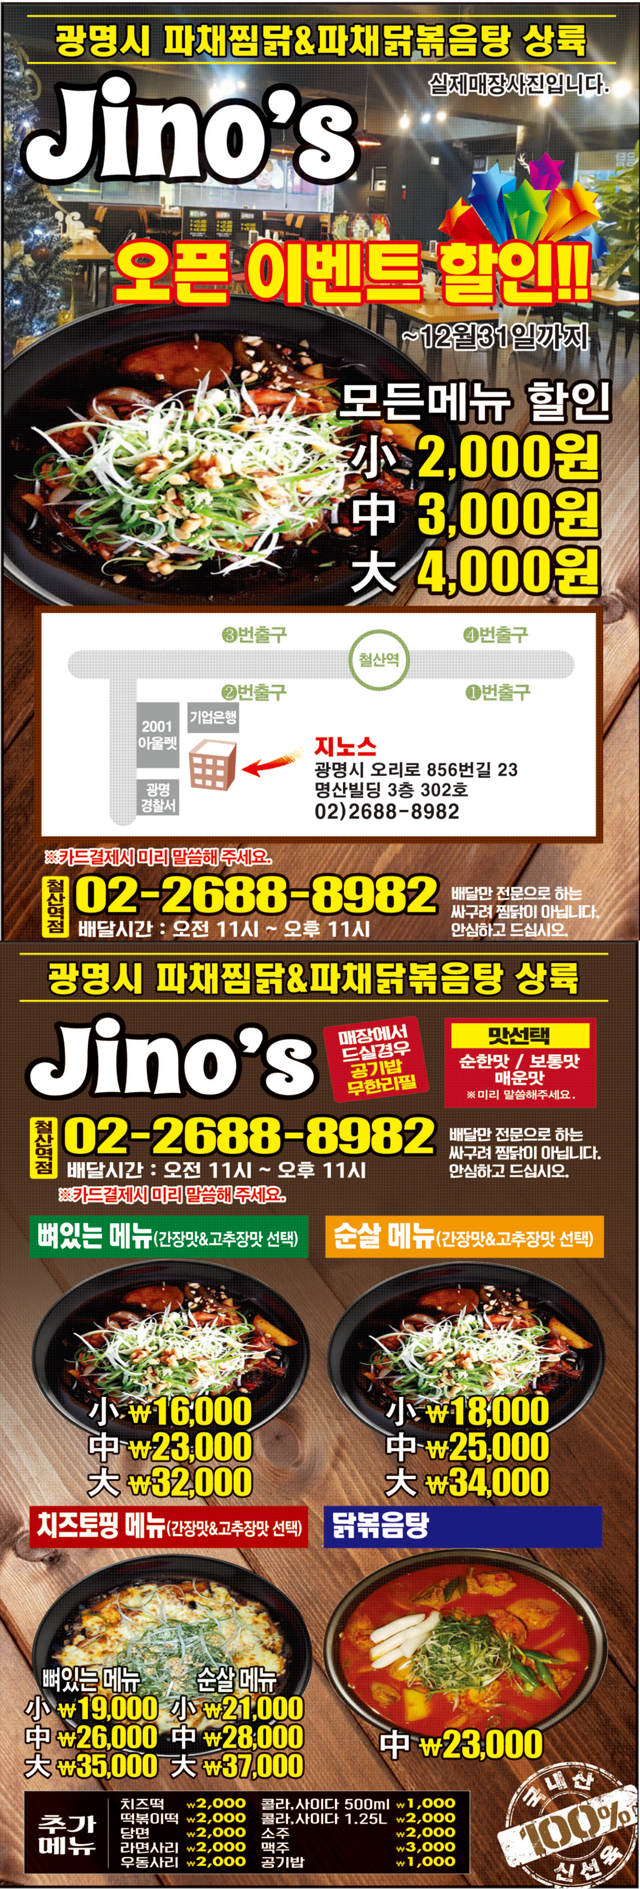 광명시 파채찜닭&파채닭볶음탕 상륙
실제매장사진입니다.
Jino's
오픈 이벤트 할인!!
~12월31일까지
모든메뉴 할인
小 2,000원
中 3,000원
大 4,000원
③번출구
④번출구
철산역
②번출구
①번출구
2001
아울렛
기업은행
광명
경찰서
지노스
광명시 오리로 856번길 23
명산빌딩 3층 302호
02)2688-8982
※카드결제시 미리 말씀해 주세요.
철산역점
02-2688-8982
배달시간 : 오전 11시 ~ 오후 11시
배달만 전문으로 하는
싸구려 찜닭이 아닙니다.
안심하고 드십시오.
광명시 파채찜닭&파채닭볶음탕 상륙
Jino's
매장에서
드실경우
공기밥
무한리필
맛선택
순한맛 / 보통맛
매운맛
※미리 말씀해주세요.
철산역점
02-2688-8982
배달시간 : 오전 11시 ~ 오후 11시
※카드결제시 미리 말씀해 주세요.
배달만 전문으로 하는
싸구려 찜닭이 아닙니다.
안심하고 드십시오.
뼈있는 메뉴(간장맛&고추장맛 선택)
小 ₩16,000
中 ₩23,000
大 ₩32,000
순살 메뉴(간장맛&고추장맛 선택)
小 ₩18,000
中 ₩25,000
大 ₩34,000
치즈토핑 메뉴(간장맛&고추장맛 선택)
뼈있는 메뉴
小 ₩19,000
中 ₩26,000
大 ₩35,000
순살 메뉴
小 ₩21,000
中 ₩28,000
大 ₩37,000
닭볶음탕
中 ₩23,000
추가
메뉴
치즈떡 ₩2,000
떡볶이떡 ₩2,000
당면 ₩2,000
라면사리 ₩2,000
우동사리 ₩2,000
콜라,사이다 500ml ₩1,000
콜라,사이다 1.25L ₩2,000
소주 ₩2,000
맥주 ₩3,000
공기밥 ₩1,000
국내산
100%
신선육